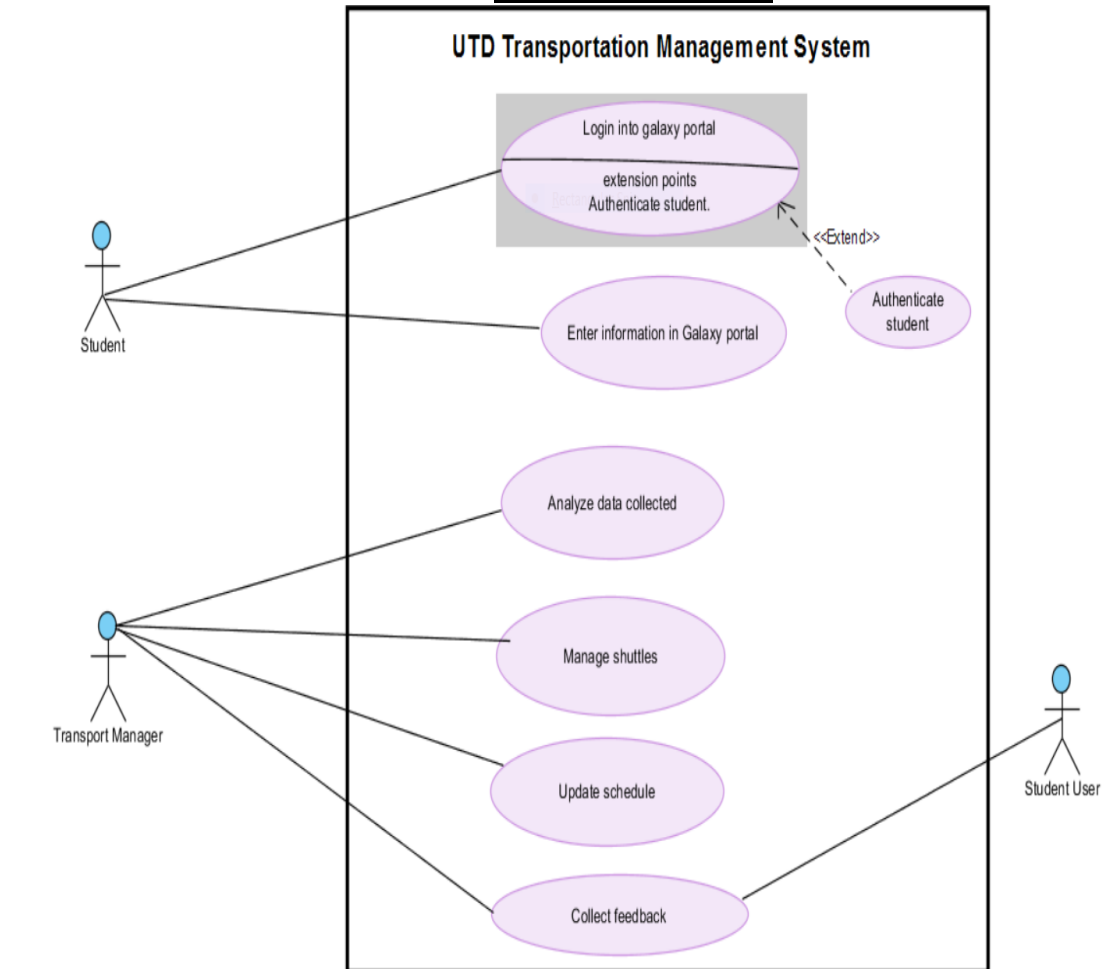 UTD Transportation Management System
Login into galaxy portal
extension points
Authenticate student.
<<Extend>>
Authenticate
student
Enter information in Galaxy portal
Student
Analyze data collected
Manage shuttles
Transport Manager
Update schedule
Student User
Collect feedback